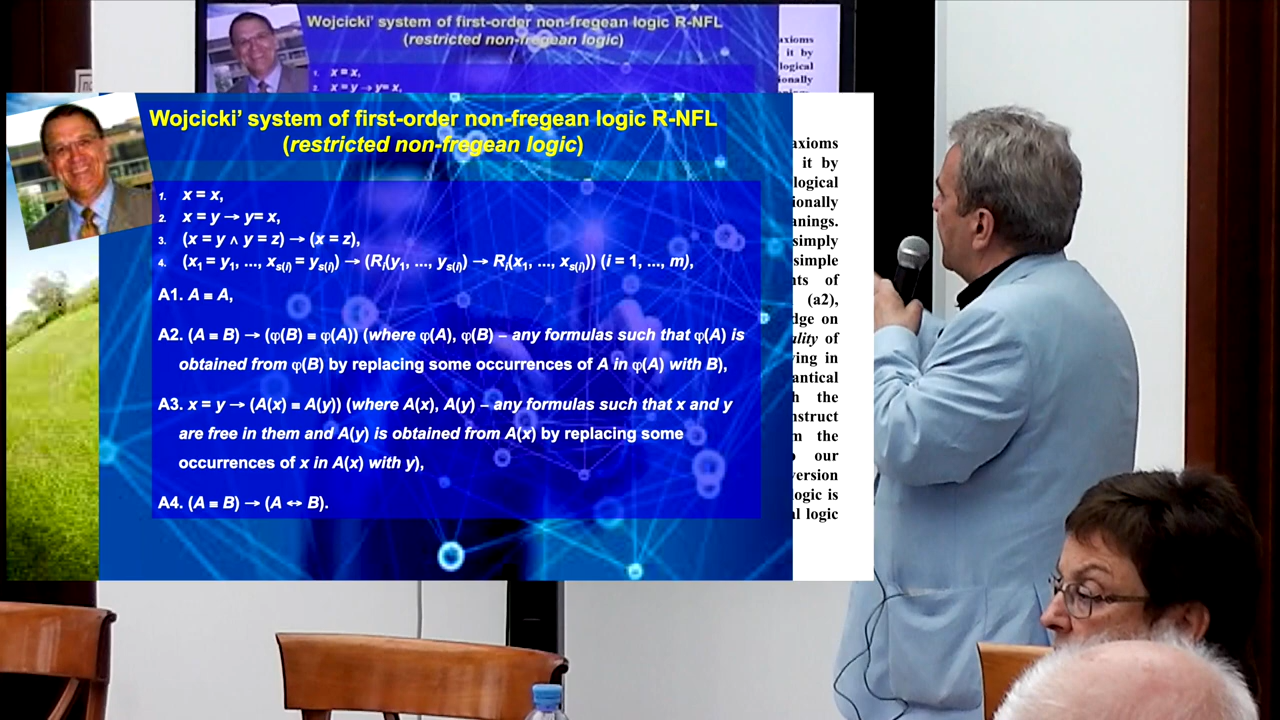 Wojcicki' system of first-order non-fregean logic R-NFL
(restricted non-fregean logic)
1. x = x,
2. x = y → y= x,
axioms
it by
logical
ionally
Wojcicki' system of first-order non-fregean logic R-NFL
(restricted non-fregean logic)
1. x = x,
2. x = y → y= x,
3. (x = y ∧ y = z) → (x = z),
4. (x₁ = y₁, ..., xₛ₍ᵢ₎ = yₛ₍ᵢ₎) → (Rᵢ(y₁, ..., yₛ₍ᵢ₎) → Rᵢ(x₁, ..., xₛ₍ᵢ₎)) (i = 1, ..., m),
A1. A ≡ A,
A2. (A ≡ B) → (φ(B) ≡ φ(A)) (where φ(A), φ(B) – any formulas such that φ(A) is
obtained from φ(B) by replacing some occurrences of A in φ(A) with B),
A3. x = y → (A(x) ≡ A(y)) (where A(x), A(y) – any formulas such that x and y
are free in them and A(y) is obtained from A(x) by replacing some
occurrences of x in A(x) with y),
A4. (A ≡ B) → (A ↔ B).
axioms
it by
logical
ionally
anings.
simply
simple
nts of
(a2),
dge on
ality of
ving in
antical
h the
nstruct
m the
o our
version
logic is
al logic